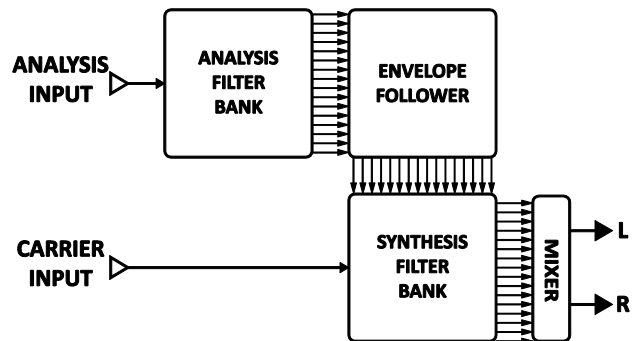 ANALYSIS
INPUT
ANALYSIS
FILTER
BANK
ENVELOPE
FOLLOWER
CARRIER
INPUT
SYNTHESIS
FILTER
BANK
MIXER
L
R